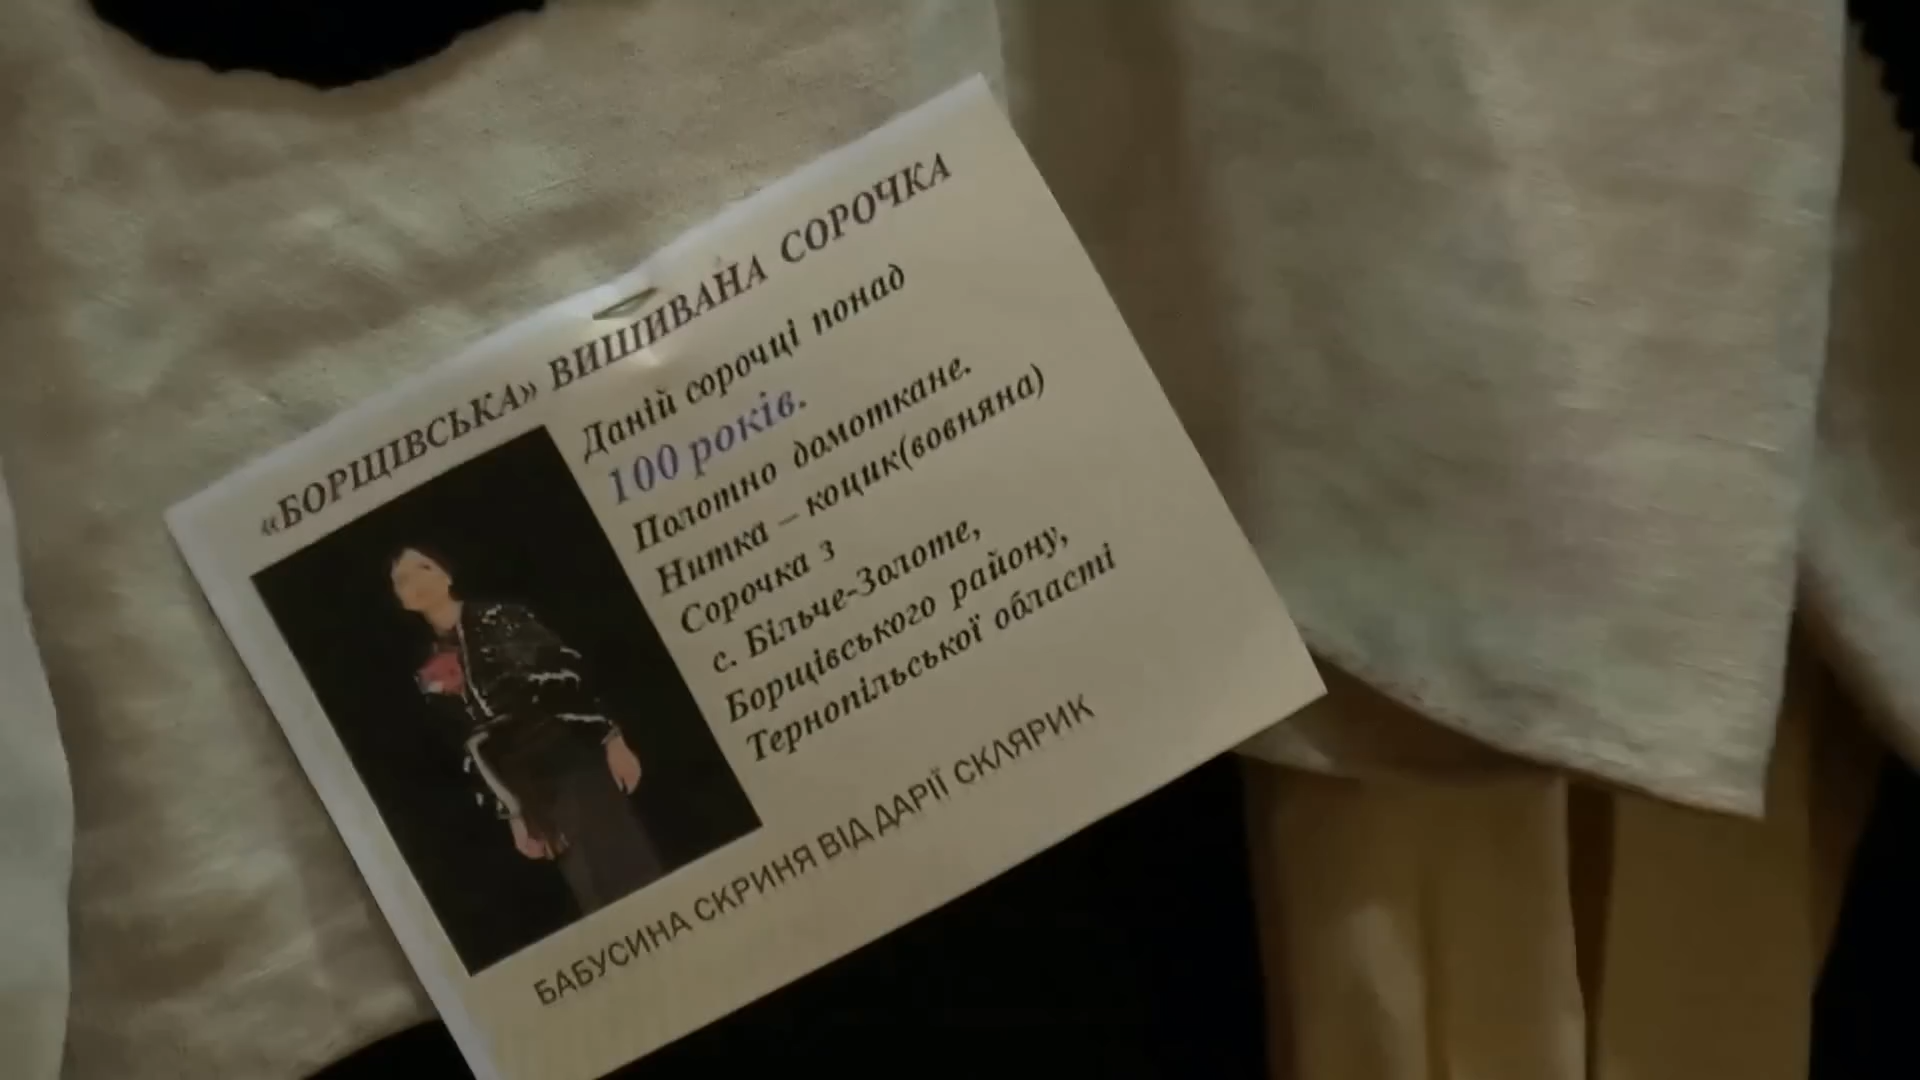 «БОРЩІВСЬКА» ВИШИВАНА СОРОЧКА
Даній сорочці понад
100 років.
Полотно домоткане.
Нитка – коцик(вовняна)
Сорочка з
с. Більче-Золоте,
Борщівського району,
Тернопільської області
БАБУСИНА СКРИНЯ ВІД ДАРІЇ СКЛЯРИК